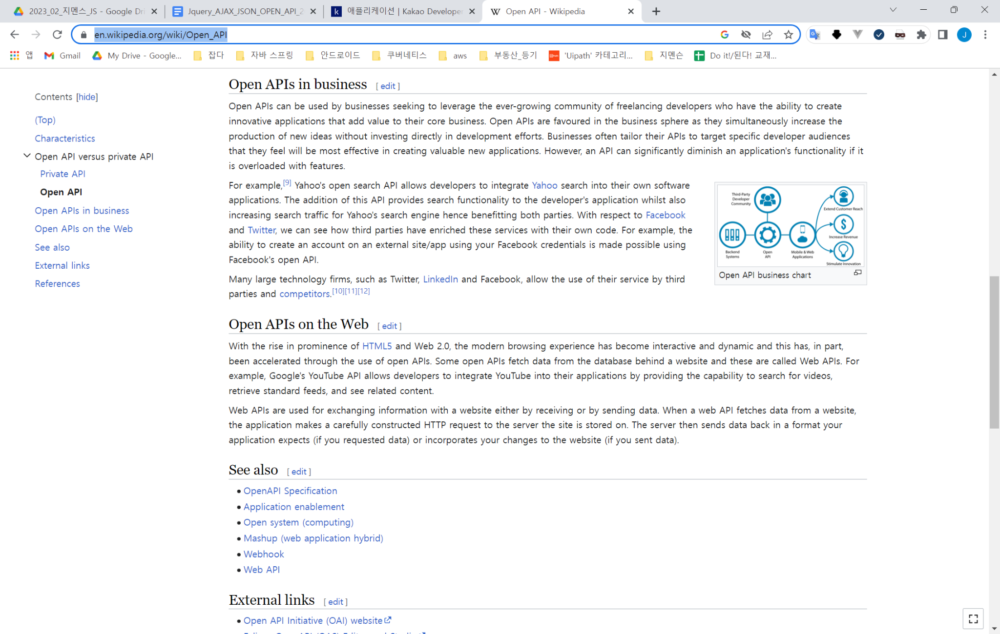 2023_02_지멘스_JS - Google Dri
Jquery_AJAX_JSON_OPEN_API_2
애플리케이션 | Kakao Develope
Open API - Wikipedia
en.wikipedia.org/wiki/Open_API
J
앱
Gmail
My Drive - Google...
잡다
자바 스프링
안드로이드
쿠버네티스
aws
부동산_등기
'Uipath' 카테고리...
지멘슨
Do it!/된다! 교재...
Contents [hide]
(Top)
Characteristics
Open API versus private API
Private API
Open API
Open APIs in business
Open APIs on the Web
See also
External links
References
Open APIs in business [ edit ]
Open APIs can be used by businesses seeking to leverage the ever-growing community of freelancing developers who have the ability to create
innovative applications that add value to their core business. Open APIs are favoured in the business sphere as they simultaneously increase the
production of new ideas without investing directly in development efforts. Businesses often tailor their APIs to target specific developer audiences
that they feel will be most effective in creating valuable new applications. However, an API can significantly diminish an application's functionality if it
is overloaded with features.
For example,[9] Yahoo's open search API allows developers to integrate Yahoo search into their own software
applications. The addition of this API provides search functionality to the developer's application whilst also
increasing search traffic for Yahoo's search engine hence benefitting both parties. With respect to Facebook
and Twitter, we can see how third parties have enriched these services with their own code. For example, the
ability to create an account on an external site/app using your Facebook credentials is made possible using
Facebook's open API.
Many large technology firms, such as Twitter, LinkedIn and Facebook, allow the use of their service by third
parties and competitors.[10][11][12]
Third-Party
Developer
Community
Extend Customer Reach
Increase Revenue
Backend
Systems
Open
API
Mobile & Web
Applications
Stimulate Innovation
Open API business chart
Open APIs on the Web [ edit ]
With the rise in prominence of HTML5 and Web 2.0, the modern browsing experience has become interactive and dynamic and this has, in part,
been accelerated through the use of open APIs. Some open APIs fetch data from the database behind a website and these are called Web APIs. For
example, Google's YouTube API allows developers to integrate YouTube into their applications by providing the capability to search for videos,
retrieve standard feeds, and see related content.
Web APIs are used for exchanging information with a website either by receiving or by sending data. When a web API fetches data from a website,
the application makes a carefully constructed HTTP request to the server the site is stored on. The server then sends data back in a format your
application expects (if you requested data) or incorporates your changes to the website (if you sent data).
See also [ edit ]
OpenAPI Specification
Application enablement
Open system (computing)
Mashup (web application hybrid)
Webhook
Web API
External links [ edit ]
Open API Initiative (OAI) website